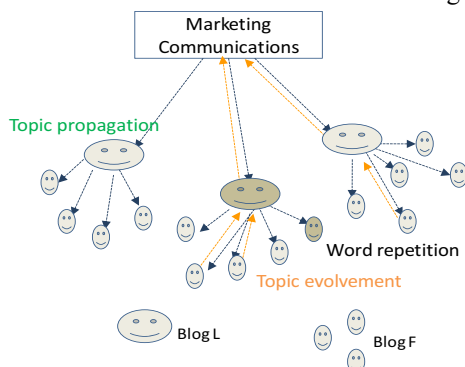 Marketing
Communications
Topic propagation
Word repetition
Topic evolvement
Blog L
Blog F